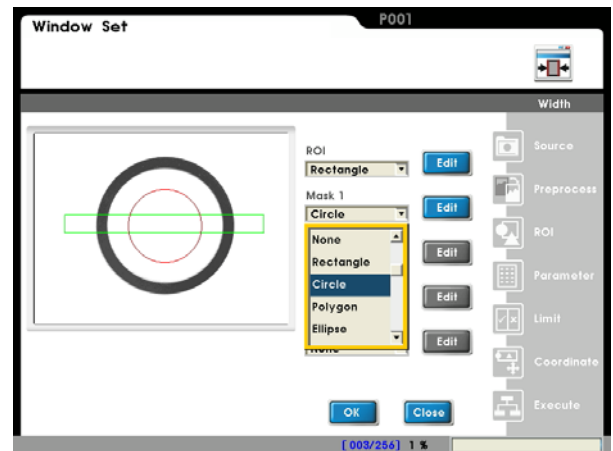 Window Set
P001
Width
ROI
Rectangle
Edit
Mask 1
Circle
Edit
None
Rectangle
Circle
Polygon
Ellipse
Edit
Edit
Edit
None
Source
Preprocess
ROI
Parameter
Limit
Coordinate
Execute
OK
Close
[003/256] 1 %